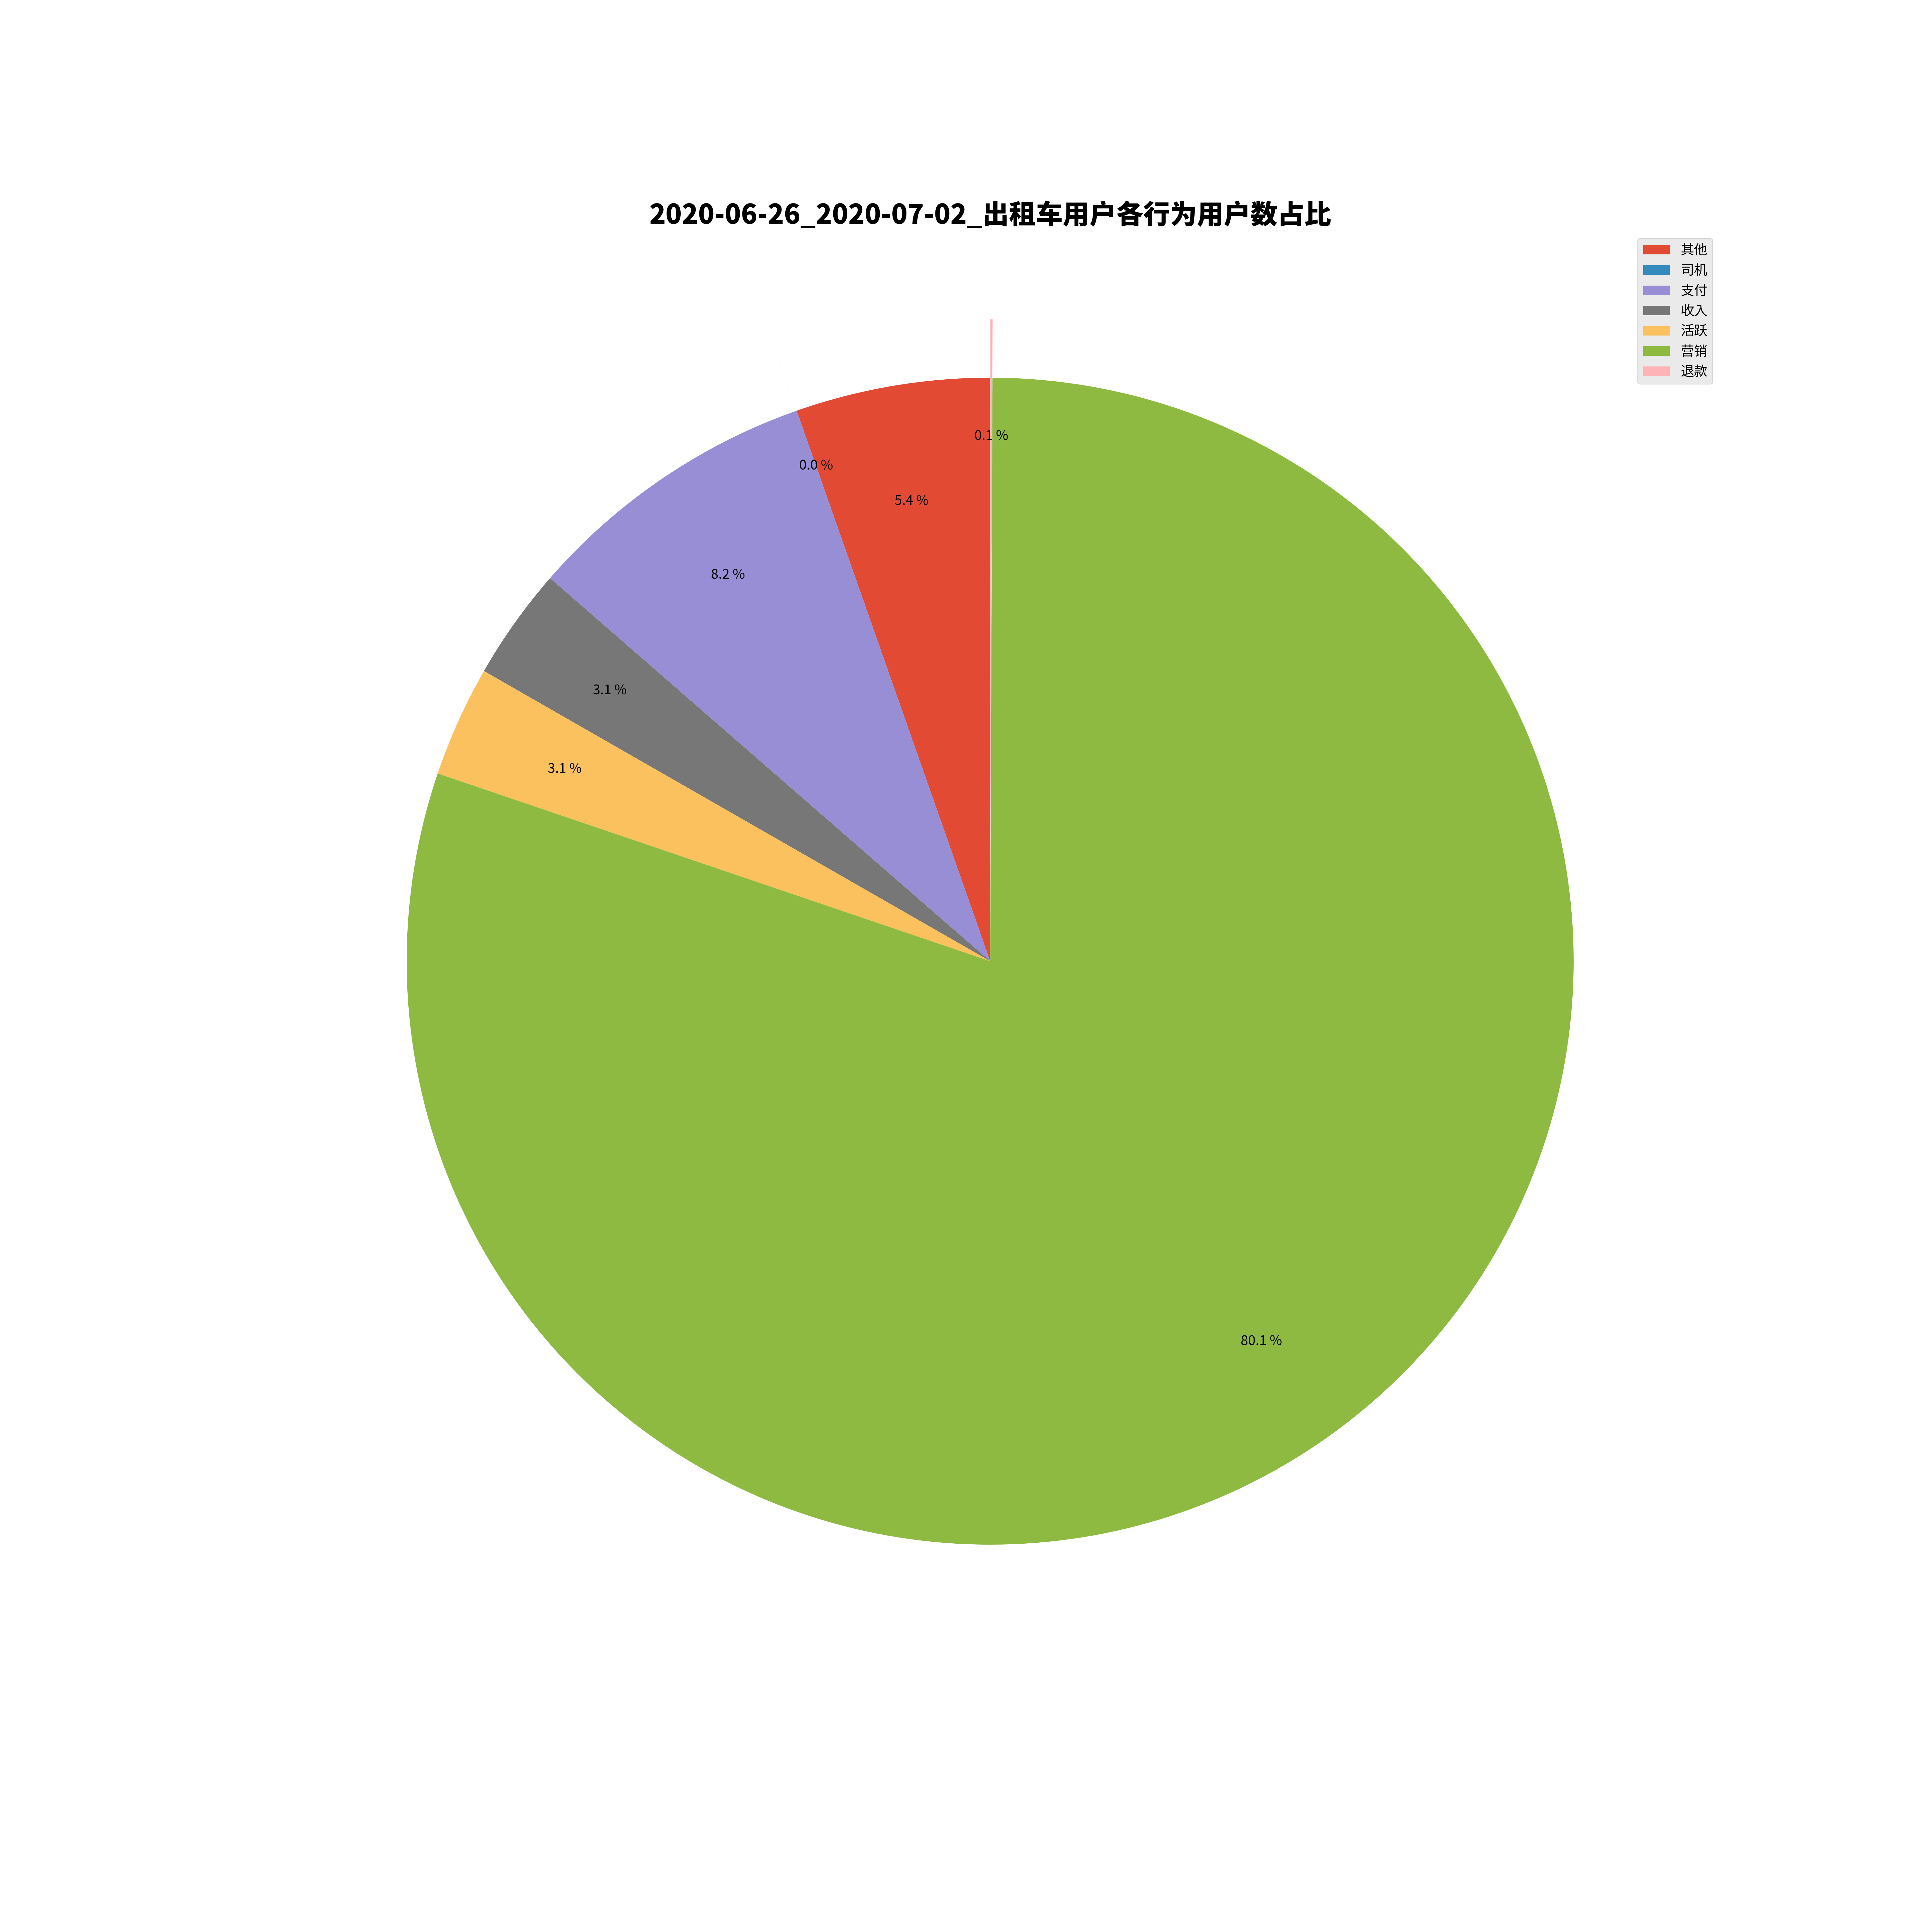 2020-06-26_2020-07-02_出租车用户各行为用户数占比
其他
司机
支付
收入
活跃
营销
退款
0.1 %
0.0 %
5.4 %
8.2 %
3.1 %
3.1 %
80.1 %